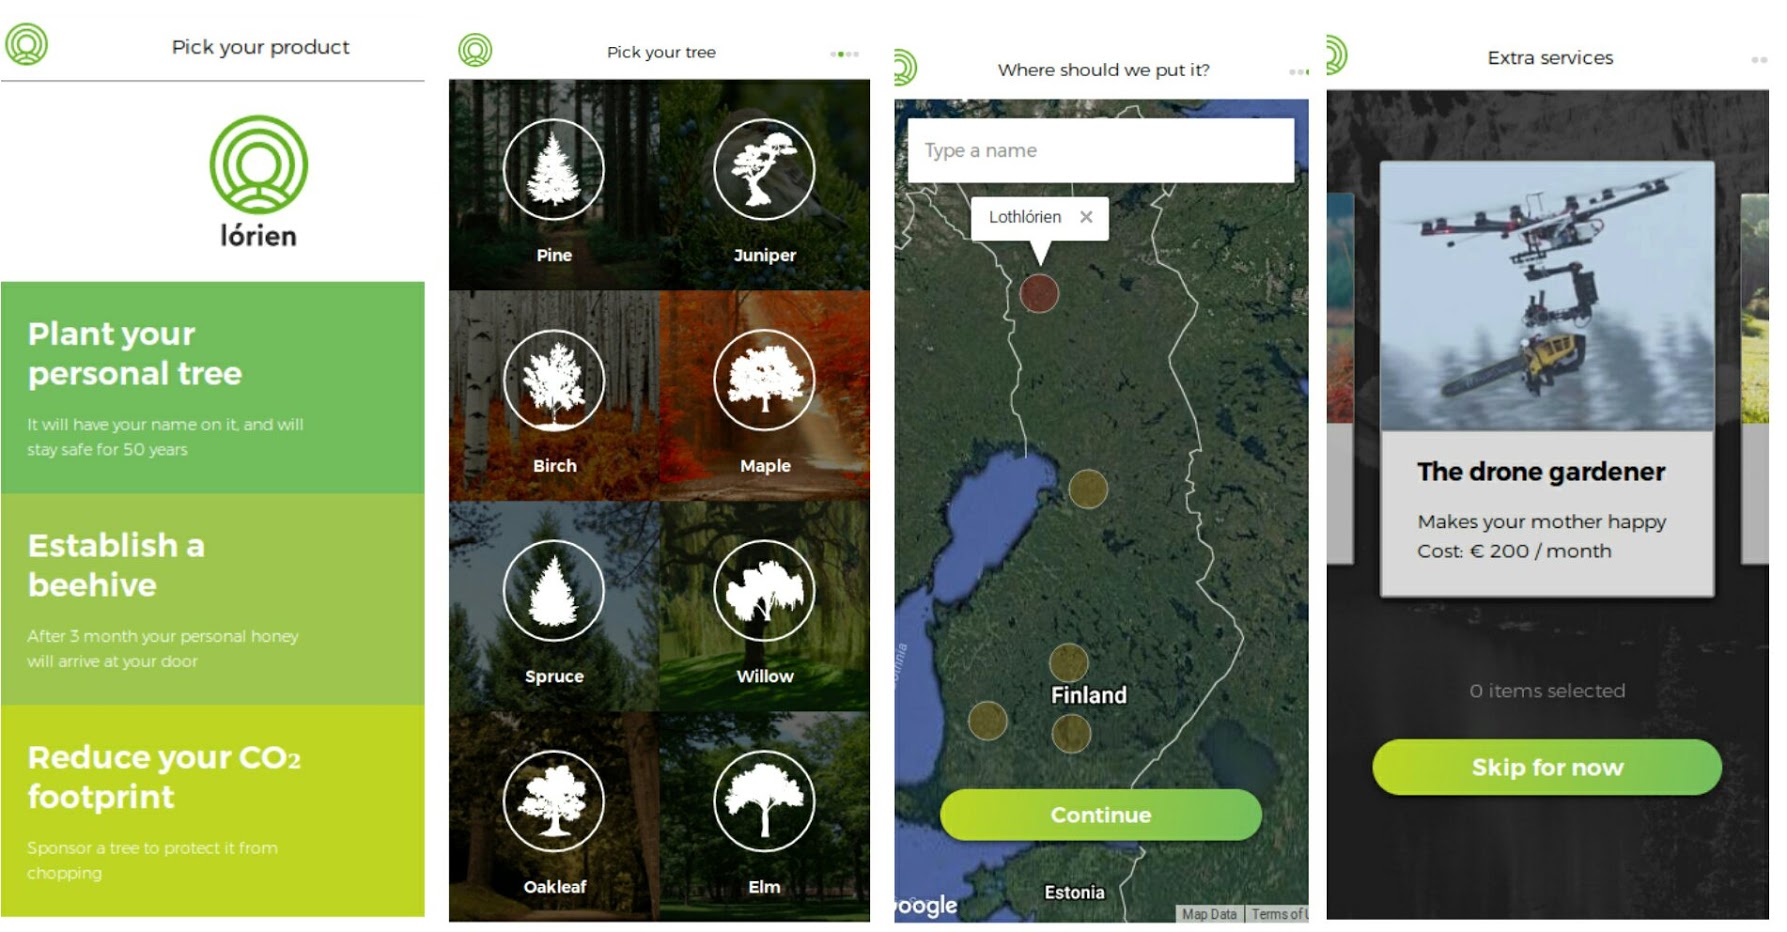 Pick your product
lórien
Plant your
personal tree
It will have your name on it, and will
stay safe for 50 years
Establish a
beehive
After 3 month your personal honey
will arrive at your door
Reduce your CO₂
footprint
Sponsor a tree to protect it from
chopping
Pick your tree
Pine
Juniper
Birch
Maple
Spruce
Willow
Oakleaf
Elm
Where should we put it?
Type a name
Lothlórien
Finland
Continue
Estonia
oogle
Map Data
Terms of U
Extra services
The drone gardener
Makes your mother happy
Cost: € 200 / month
0 items selected
Skip for now